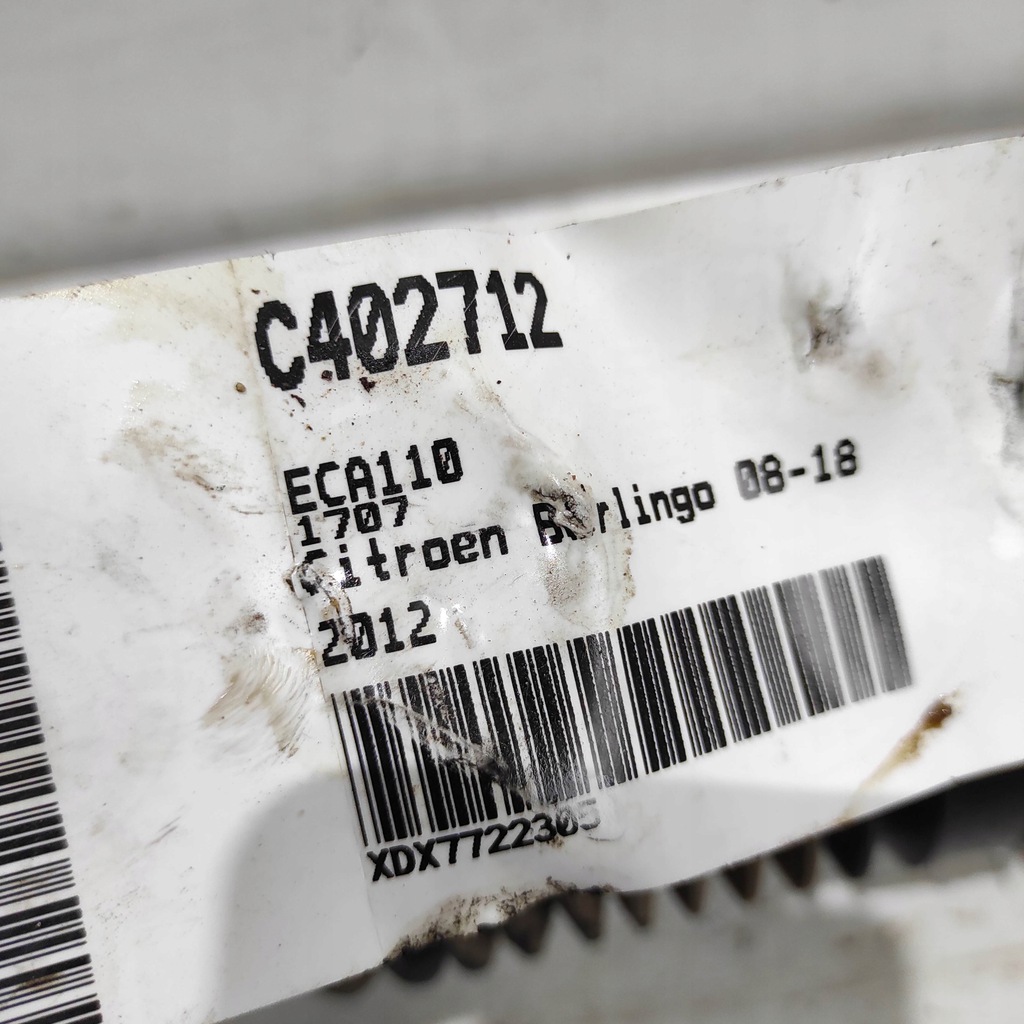 C402712
ECA110
1707
Citroen Berlingo 08-18
2012
XDX7722305